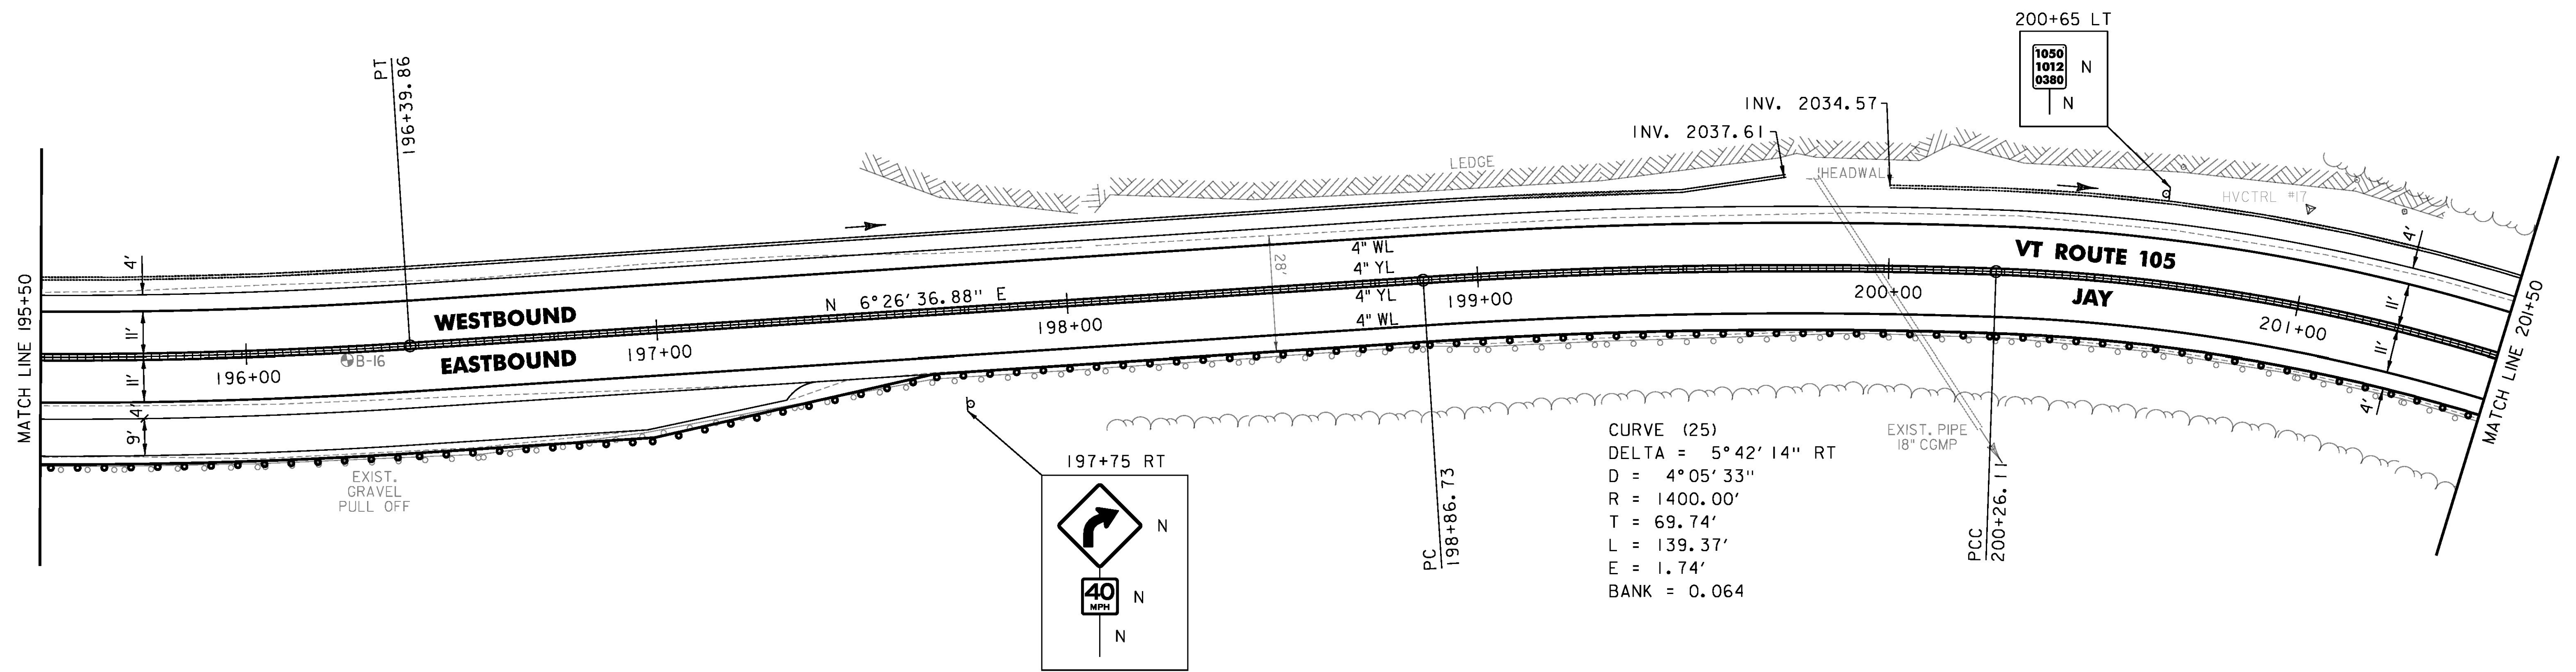 200+65 LT
1050
1012
0380
N
N
PT
196+39.86
INV. 2034.57
INV. 2037.61
LEDGE
HEADWALL
HVCTRL #17
4'
4'
28'
4" WL
4" YL
4" YL
4" WL
VT ROUTE 105
JAY
MATCH LINE 195+50
11'
11'
4'
9'
WESTBOUND
EASTBOUND
N 6°26'36.88" E
B-16
196+00
197+00
198+00
199+00
200+00
201+00
11'
11'
4'
MATCH LINE 201+50
EXIST.
GRAVEL
PULL OFF
197+75 RT
N
40
MPH
N
N
PC
198+86.73
CURVE (25)
DELTA = 5°42'14" RT
D = 4°05'33"
R = 1400.00'
T = 69.74'
L = 139.37'
E = 1.74'
BANK = 0.064
EXIST. PIPE
18" CGMP
PCC
200+26.11